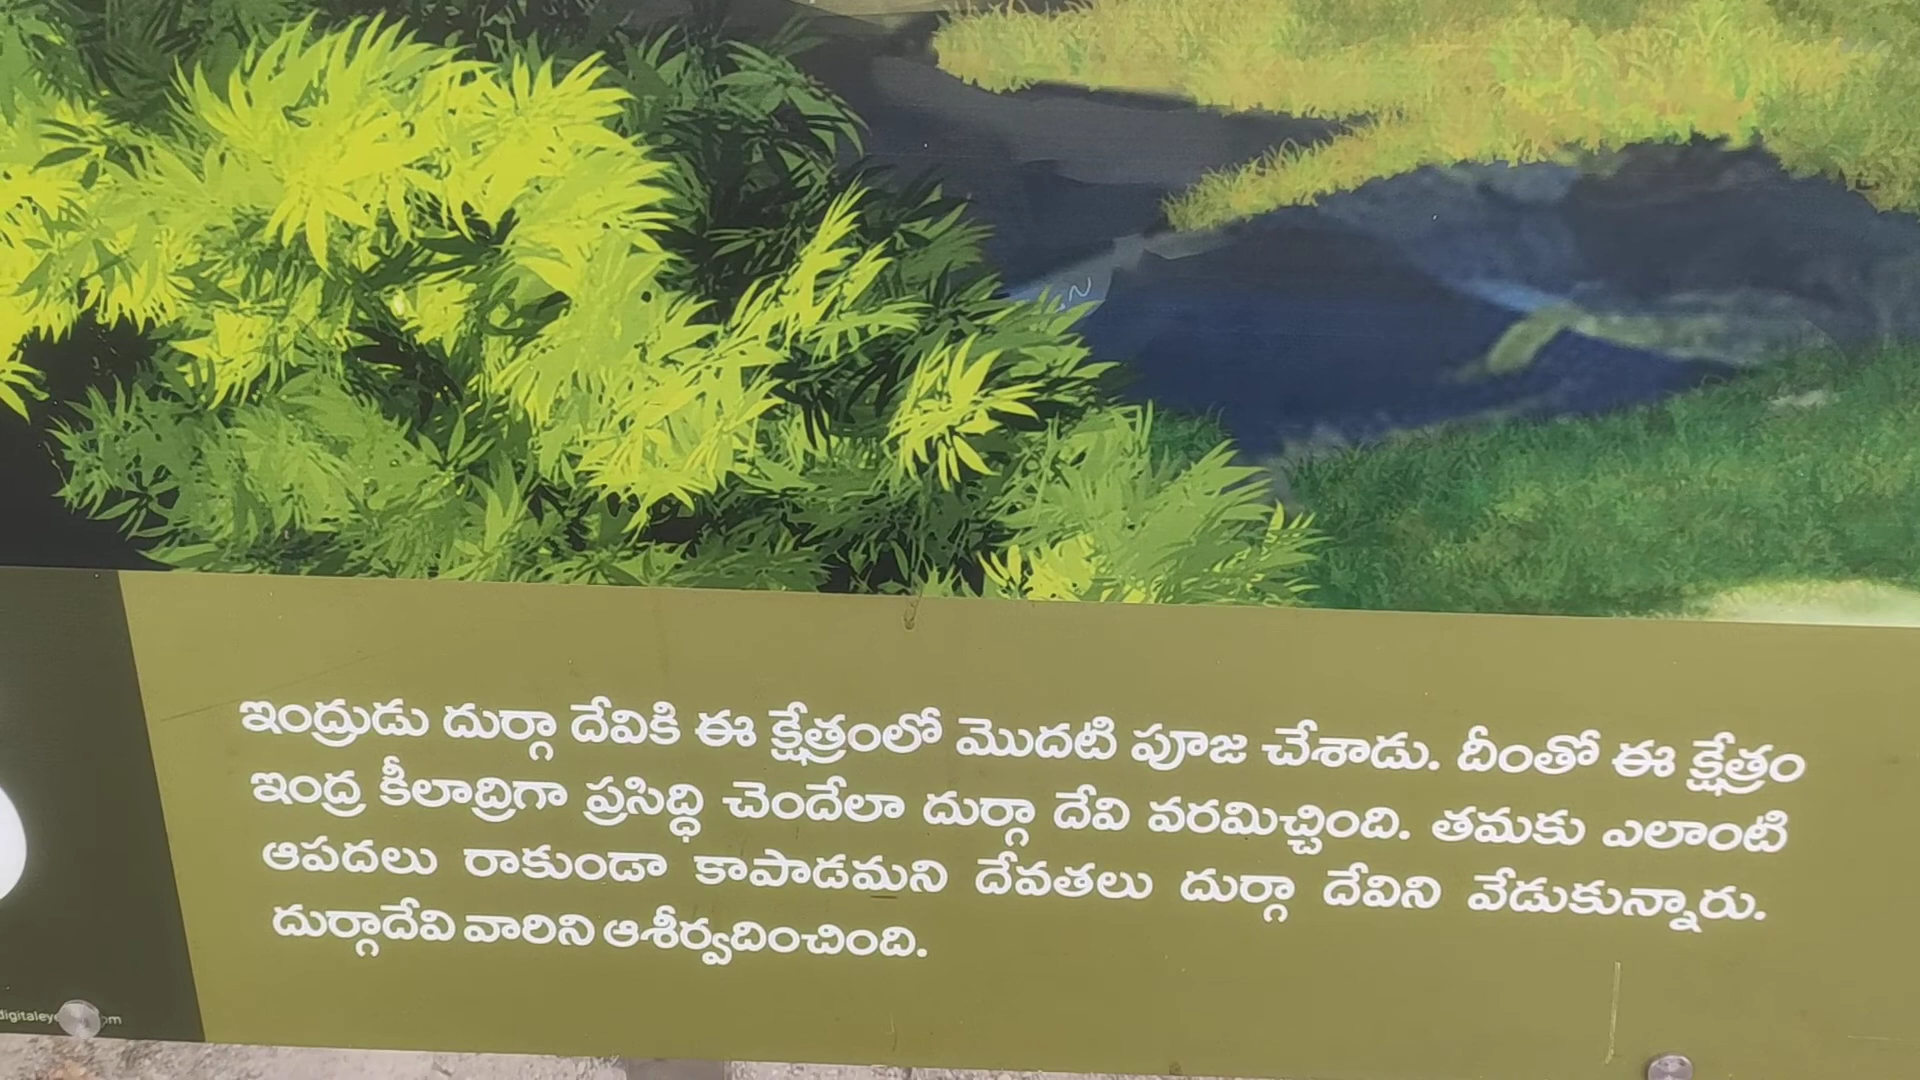 ఇంద్రుడు దుర్గా దేవికి ఈ క్షేత్రంలో మొదటి పూజ చేశాడు. దీంతో ఈ క్షేత్రం
ఇంద్ర కీలాద్రిగా ప్రసిద్ధి చెందేలా దుర్గా దేవి వరమిచ్చింది. తమకు ఎలాంటి
ఆపదలు రాకుండా కాపాడమని దేవతలు దుర్గా దేవిని వేడుకున్నారు.
దుర్గాదేవి వారిని ఆశీర్వదించింది.